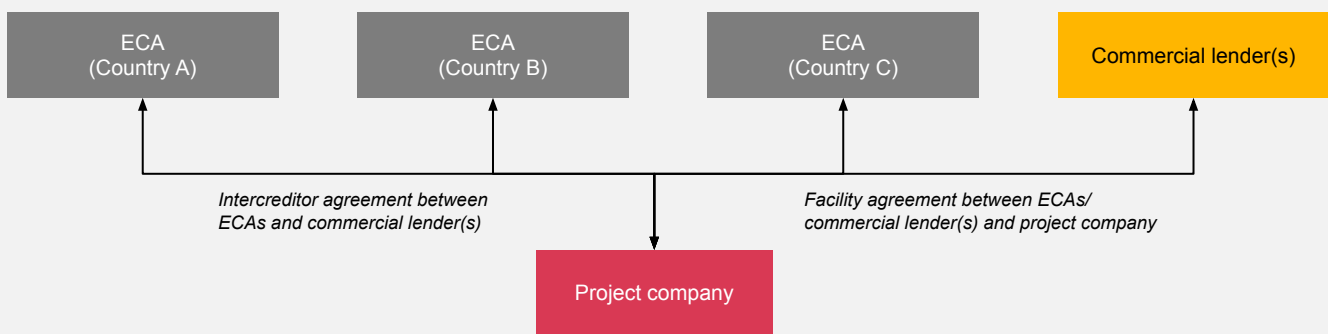 ECA
(Country A)
ECA
(Country B)
ECA
(Country C)
Commercial lender(s)
Intercreditor agreement between
ECAs and commercial lender(s)
Facility agreement between ECAs/
commercial lender(s) and project company
Project company